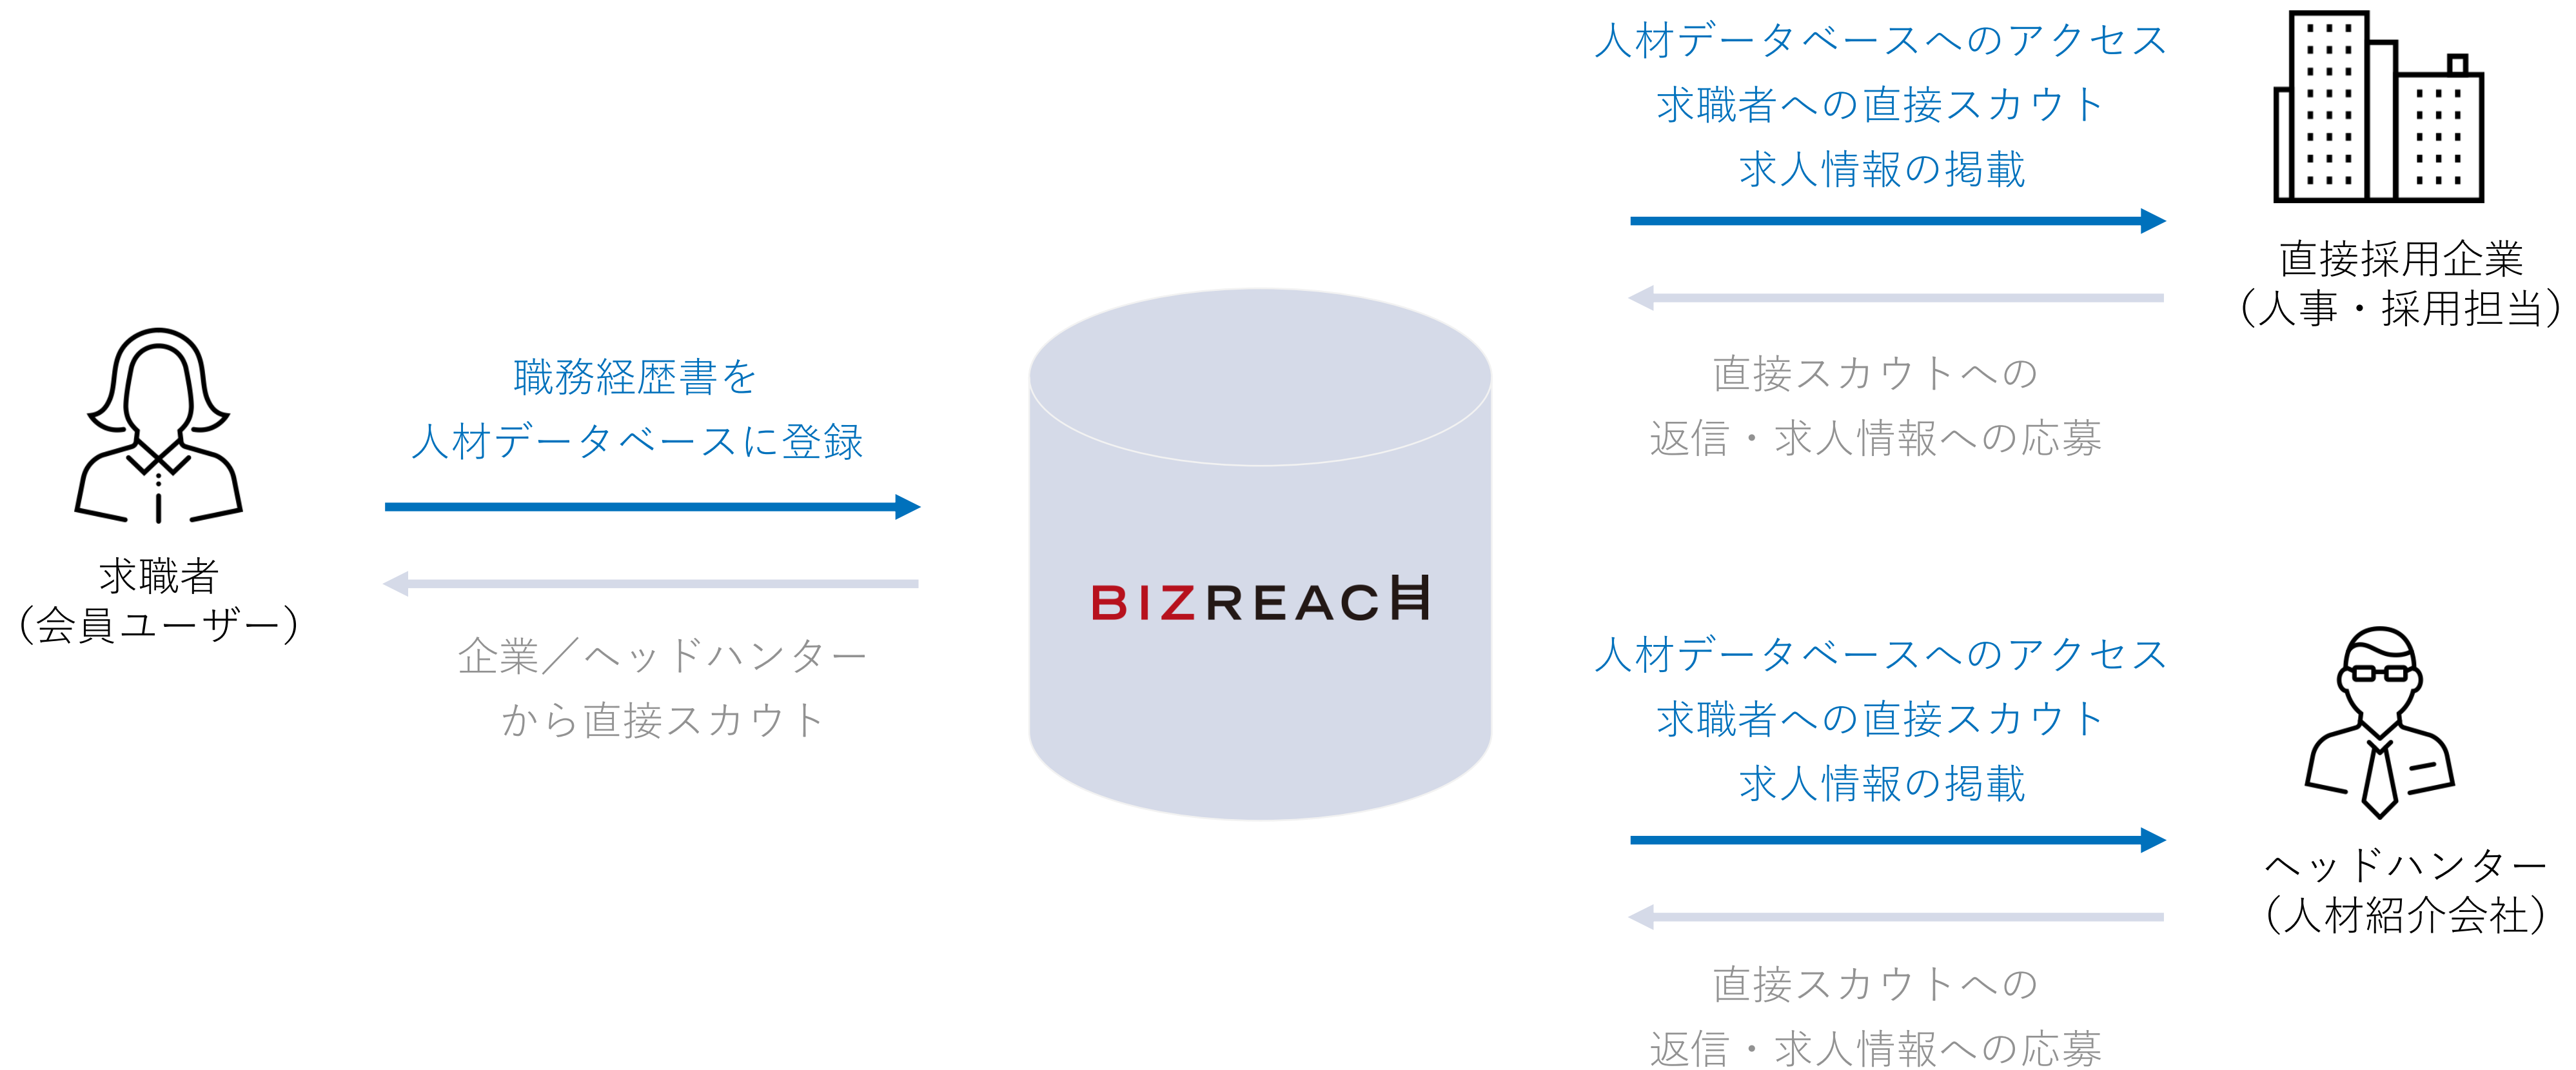 職務経歴書を
人材データベースに登録
求職者
（会員ユーザー）
企業／ヘッドハンター
から直接スカウト
BIZREACH
人材データベースへのアクセス
求職者への直接スカウト
求人情報の掲載
直接採用企業
（人事・採用担当）
直接スカウトへの
返信・求人情報への応募
人材データベースへのアクセス
求職者への直接スカウト
求人情報の掲載
ヘッドハンター
（人材紹介会社）
直接スカウトへの
返信・求人情報への応募